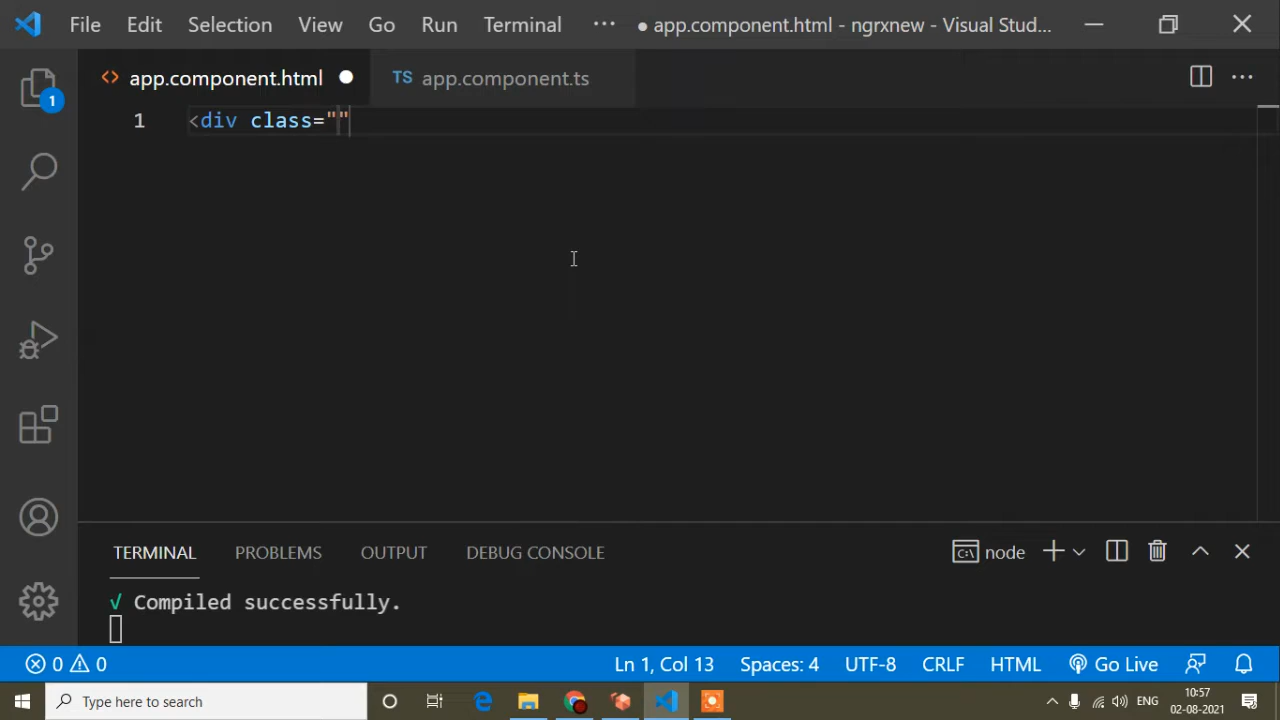 File Edit Selection View Go Run Terminal ··· ● app.component.html - ngrxnew - Visual Stud...
<> app.component.html ● TS app.component.ts ···
1
1 <div class=""
TERMINAL PROBLEMS OUTPUT DEBUG CONSOLE node
√ Compiled successfully.
0 0 Ln 1, Col 13 Spaces: 4 UTF-8 CRLF HTML Go Live
Type here to search ENG 10:57
02-08-2021